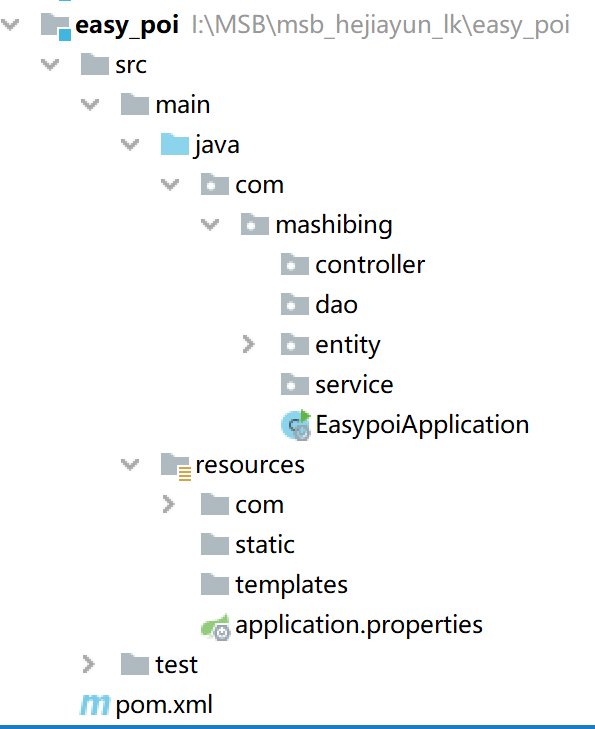 easy_poi I:\MSB\msb_hejiayun_lk\easy_poi
src
main
java
com
mashibing
controller
dao
entity
service
EasypoiApplication
resources
com
static
templates
application.properties
test
pom.xml